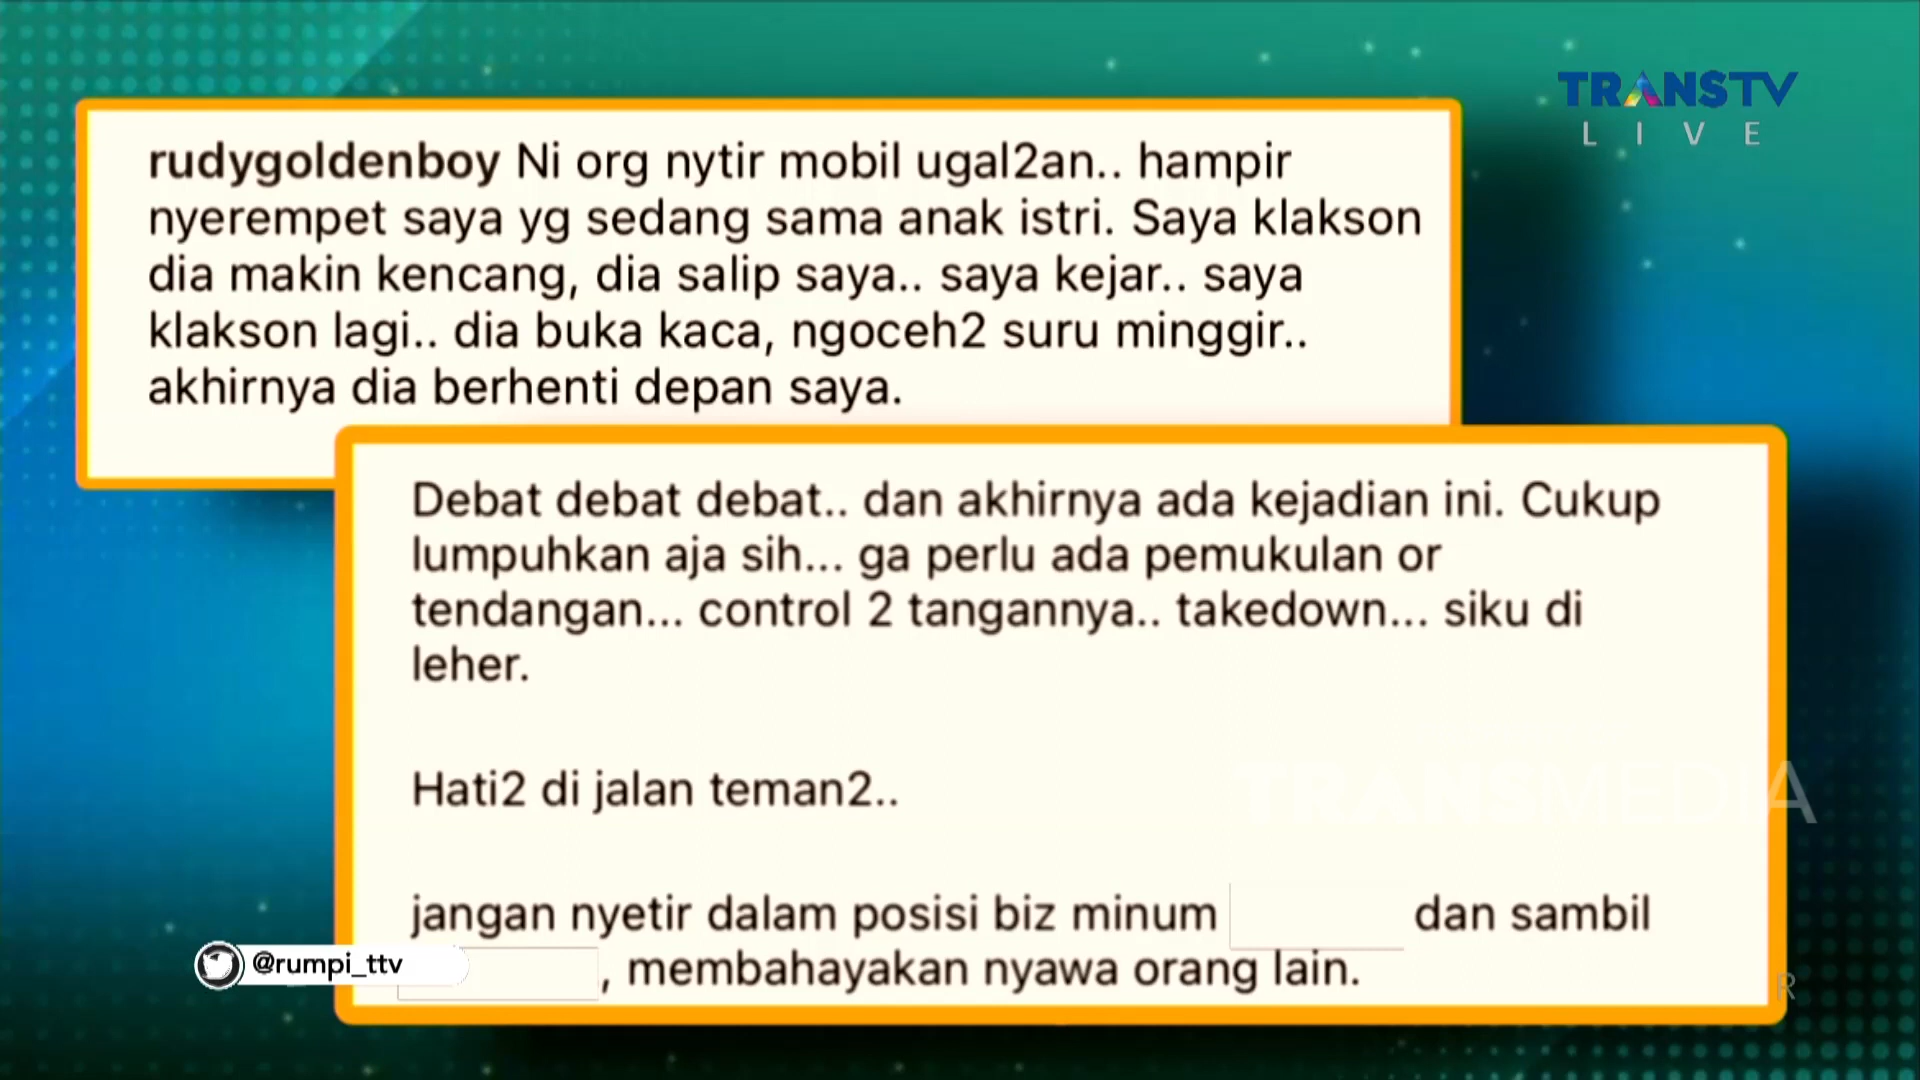 TRANSTV
LIVE
rudygoldenboy Ni org nytir mobil ugal2an.. hampir
nyerempet saya yg sedang sama anak istri. Saya klakson
dia makin kencang, dia salip saya.. saya kejar.. saya
klakson lagi.. dia buka kaca, ngoceh2 suru minggir..
akhirnya dia berhenti depan saya.
Debat debat debat.. dan akhirnya ada kejadian ini. Cukup
lumpuhkan aja sih... ga perlu ada pemukulan or
tendangan... control 2 tangannya.. takedown... siku di
leher.
Hati2 di jalan teman2..
TRANSMEDIA
jangan nyetir dalam posisi biz minum dan sambil
, membahayakan nyawa orang lain.
@rumpi_ttv
R